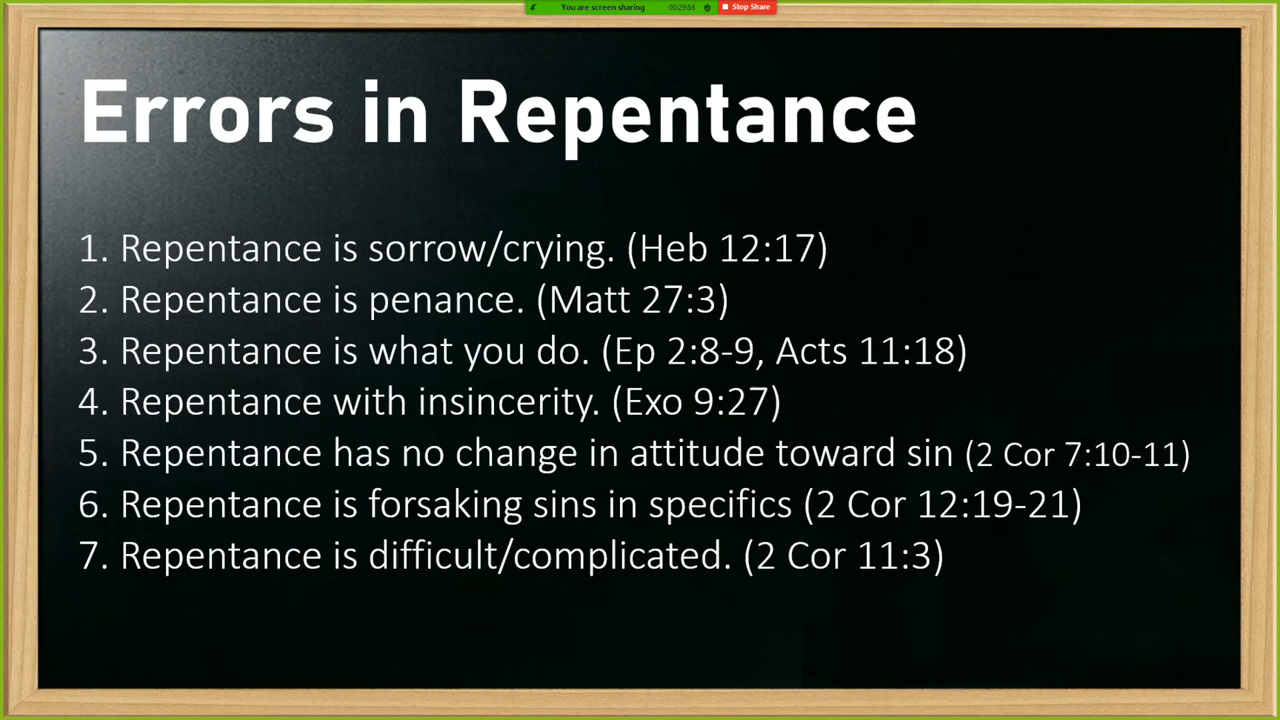 You are screen sharing 00:29:56 Stop Share
Errors in Repentance
1. Repentance is sorrow/crying. (Heb 12:17)
2. Repentance is penance. (Matt 27:3)
3. Repentance is what you do. (Ep 2:8-9, Acts 11:18)
4. Repentance with insincerity. (Exo 9:27)
5. Repentance has no change in attitude toward sin (2 Cor 7:10-11)
6. Repentance is forsaking sins in specifics (2 Cor 12:19-21)
7. Repentance is difficult/complicated. (2 Cor 11:3)